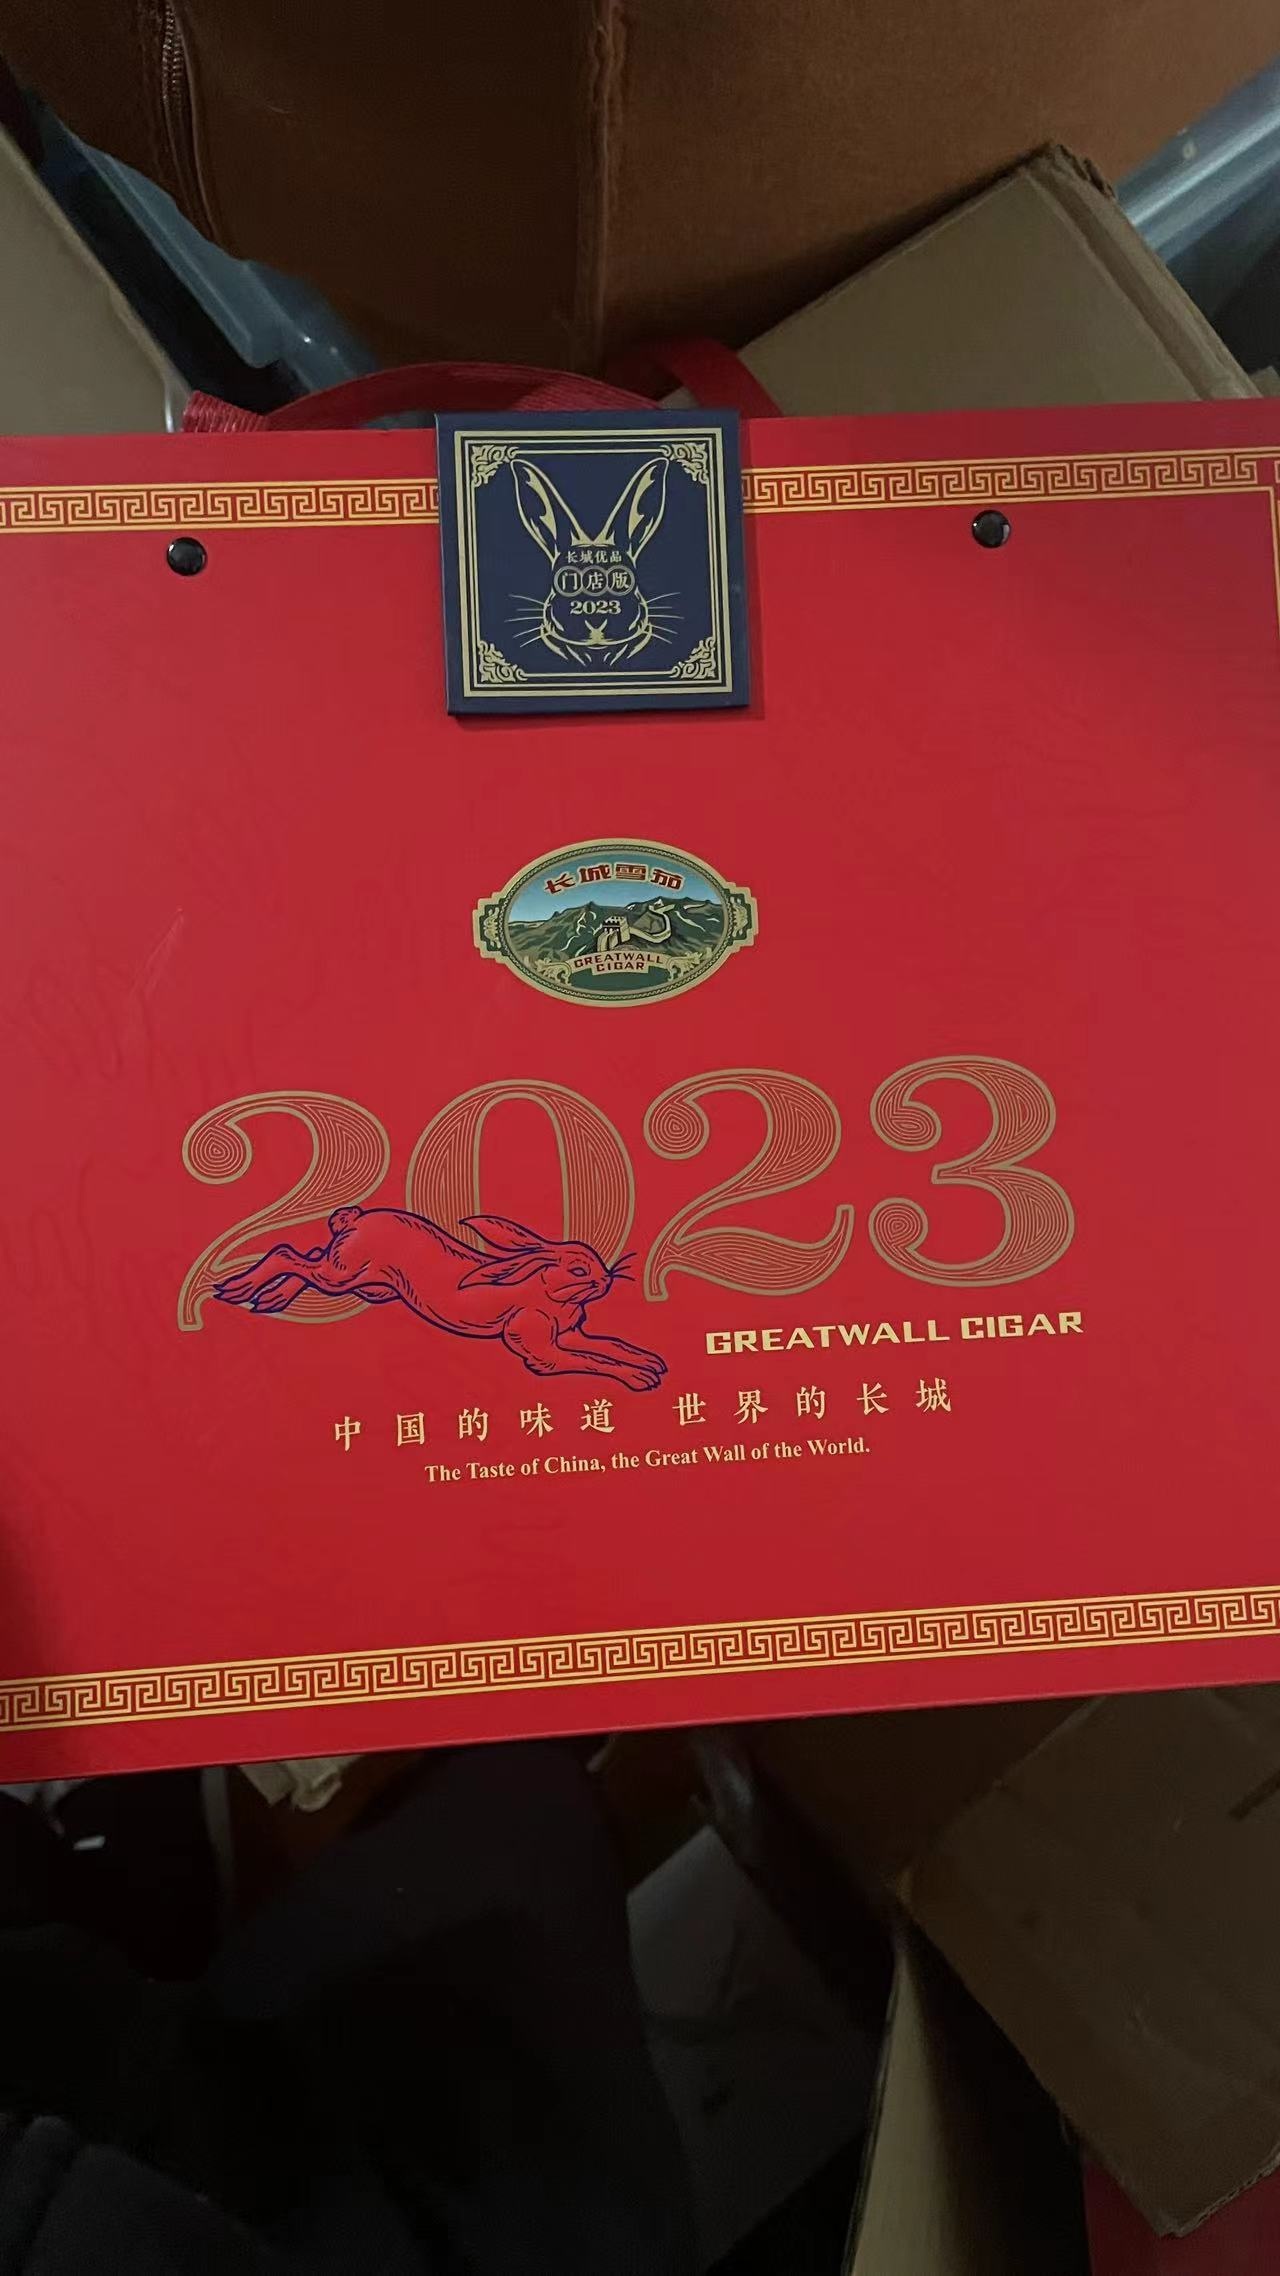 长城优品
门店版
2023
长城雪茄
GREATWALL
CIGAR
2023
GREATWALL CIGAR
中国的味道 世界的长城
The Taste of China, the Great Wall of the World.